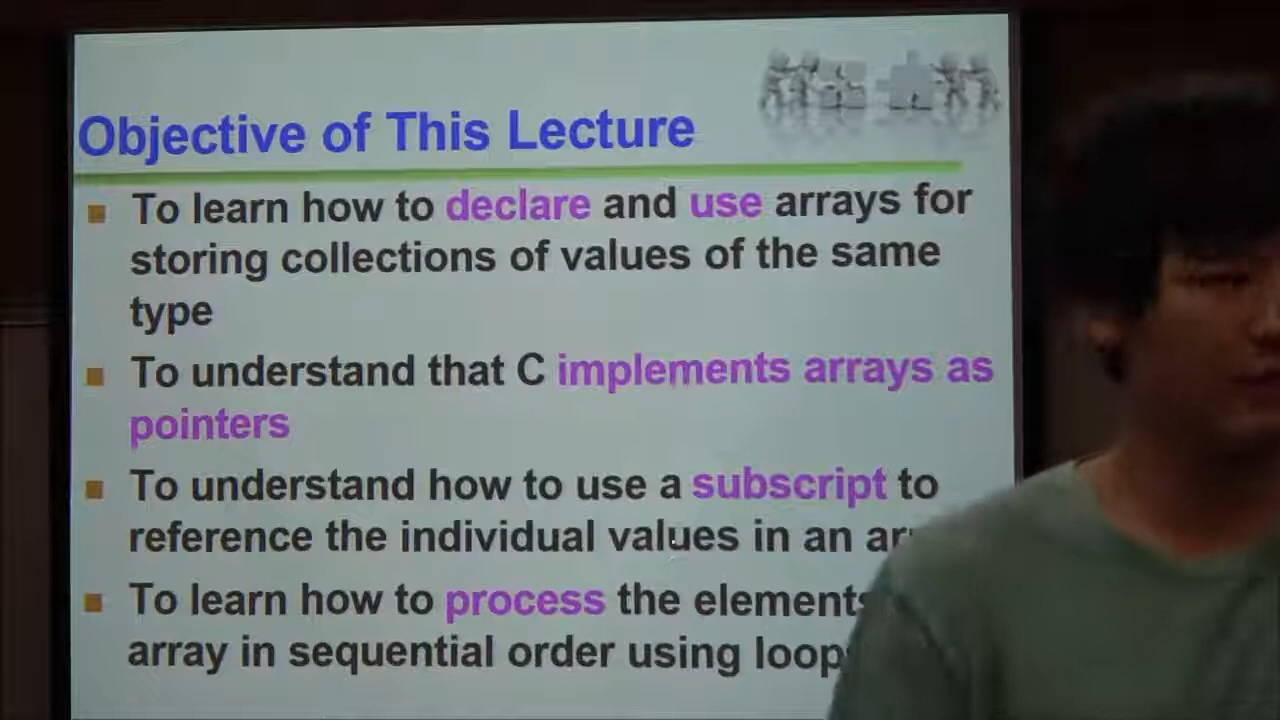 Objective of This Lecture
To learn how to declare and use arrays for
storing collections of values of the same
type
To understand that C implements arrays as
pointers
To understand how to use a subscript to
reference the individual values in an
To learn how to process the elements
array in sequential order using loops